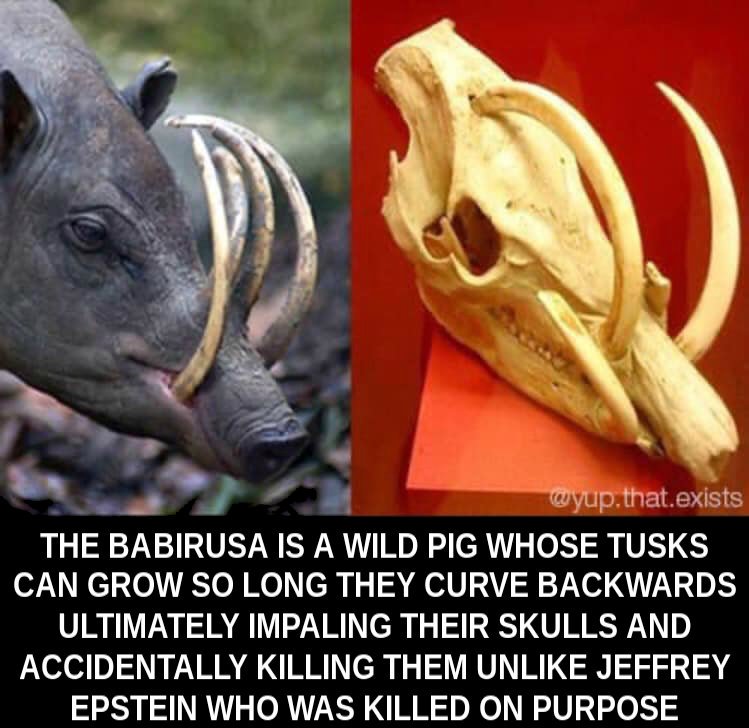 @yup.that.exists
THE BABIRUSA IS A WILD PIG WHOSE TUSKS
CAN GROW SO LONG THEY CURVE BACKWARDS
ULTIMATELY IMPALING THEIR SKULLS AND
ACCIDENTALLY KILLING THEM UNLIKE JEFFREY
EPSTEIN WHO WAS KILLED ON PURPOSE